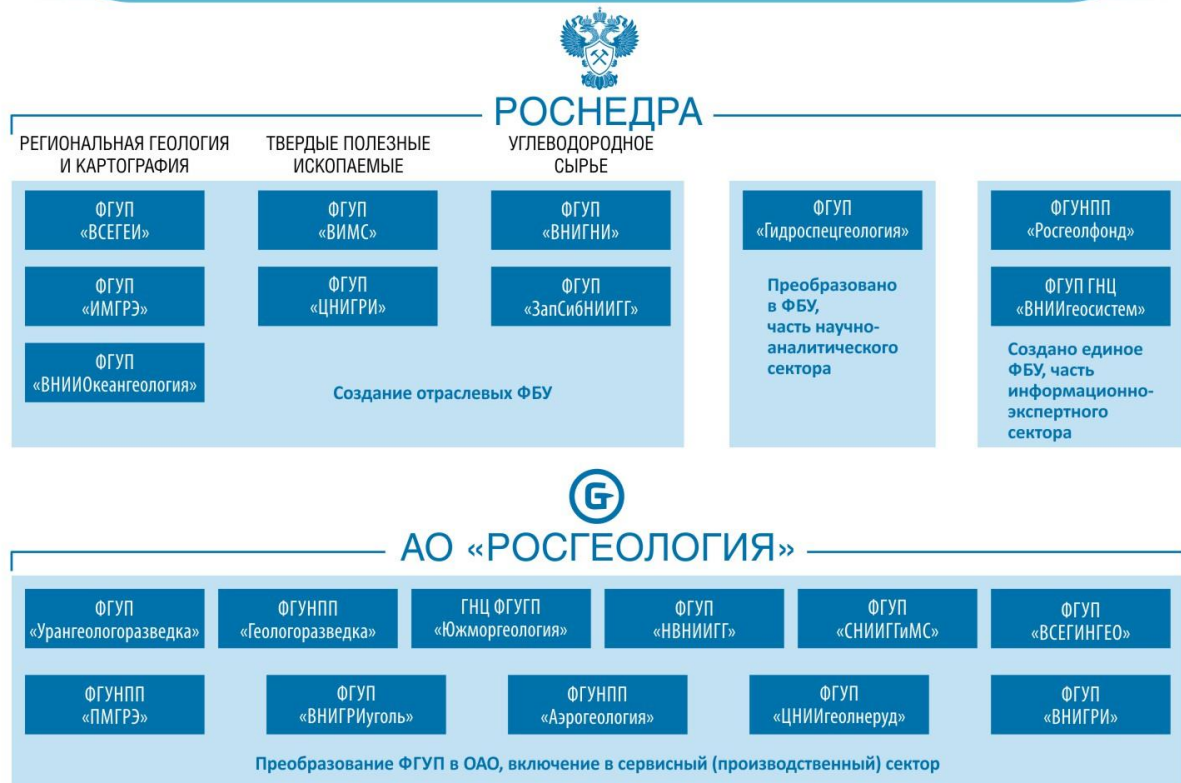 РОСНЕДРА
РЕГИОНАЛЬНАЯ ГЕОЛОГИЯ
И КАРТОГРАФИЯ
ТВЕРДЫЕ ПОЛЕЗНЫЕ
ИСКОПАЕМЫЕ
УГЛЕВОДОРОДНОЕ
СЫРЬЕ
ФГУП
«ВСЕГЕИ»
ФГУП
«ИМГРЭ»
ФГУП
«ВНИИОкеангеология»
ФГУП
«ВИМС»
ФГУП
«ЦНИГРИ»
ФГУП
«ВНИГНИ»
ФГУП
«ЗапСибНИИГГ»
Создание отраслевых ФБУ
ФГУП
«Гидроспецгеология»
Преобразовано
в ФБУ,
часть научно-
аналитического
сектора
ФГУНПП
«Росгеолфонд»
ФГУП ГНЦ
«ВНИИгеосистем»
Создано единое
ФБУ, часть
информационно-
экспертного
сектора
G
АО «РОСГЕОЛОГИЯ»
ФГУП
«Урангеологоразведка»
ФГУНПП
«Геологоразведка»
ГНЦ ФГУГП
«Южморгеология»
ФГУП
«НВНИИГГ»
ФГУП
«СНИИГГиМС»
ФГУП
«ВСЕГИНГЕО»
ФГУНПП
«ПМГРЭ»
ФГУП
«ВНИГРИуголь»
ФГУНПП
«Аэрогеология»
ФГУП
«ЦНИИгеолнеруд»
ФГУП
«ВНИГРИ»
Преобразование ФГУП в ОАО, включение в сервисный (производственный) сектор